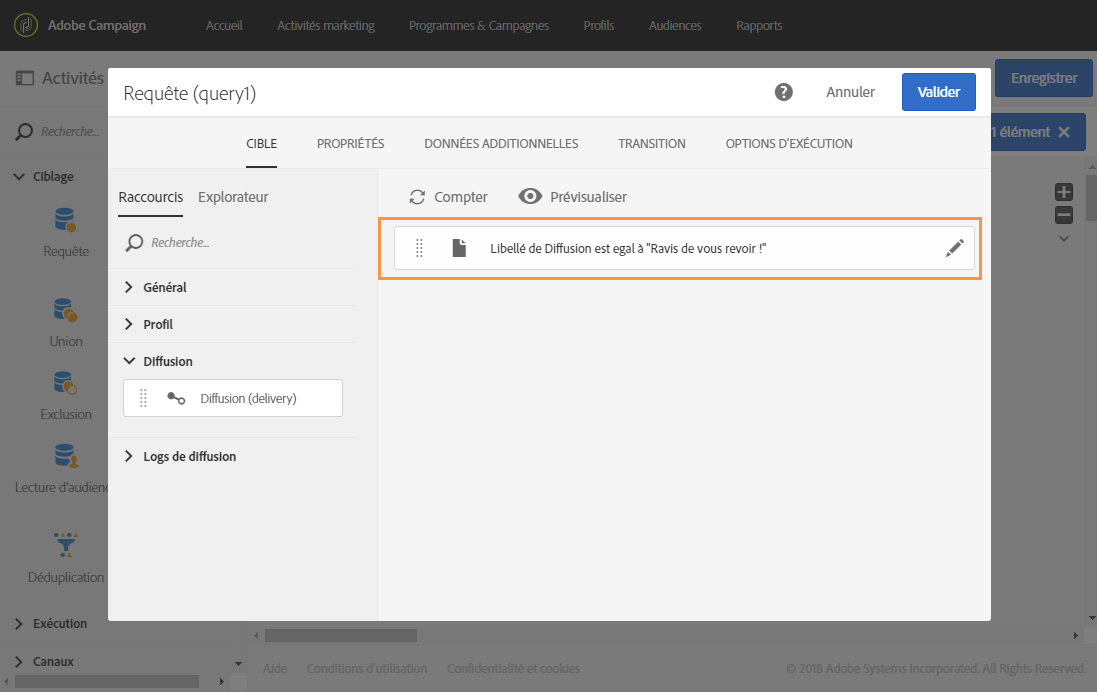 Adobe Campaign
Accueil
Activités marketing
Programmes & Campagnes
Profils
Audiences
Rapports
Activités
Enregistrer
Requête (query1)
?
Annuler
Valider
Recherche...
1 élément
CIBLE
PROPRIÉTÉS
DONNÉES ADDITIONNELLES
TRANSITION
OPTIONS D'EXÉCUTION
Ciblage
Requête
Union
Exclusion
Lecture d'audienc
Déduplication
Exécution
Canaux
Raccourcis
Explorateur
Recherche...
Général
Profil
Diffusion
Diffusion (delivery)
Logs de diffusion
Compter
Prévisualiser
Libellé de Diffusion est egal à "Ravis de vous revoir !"
Aide
Conditions d'utilisation
Confidentialité et cookies
© 2018 Adobe Systems Incorporated. All Rights Reserved.